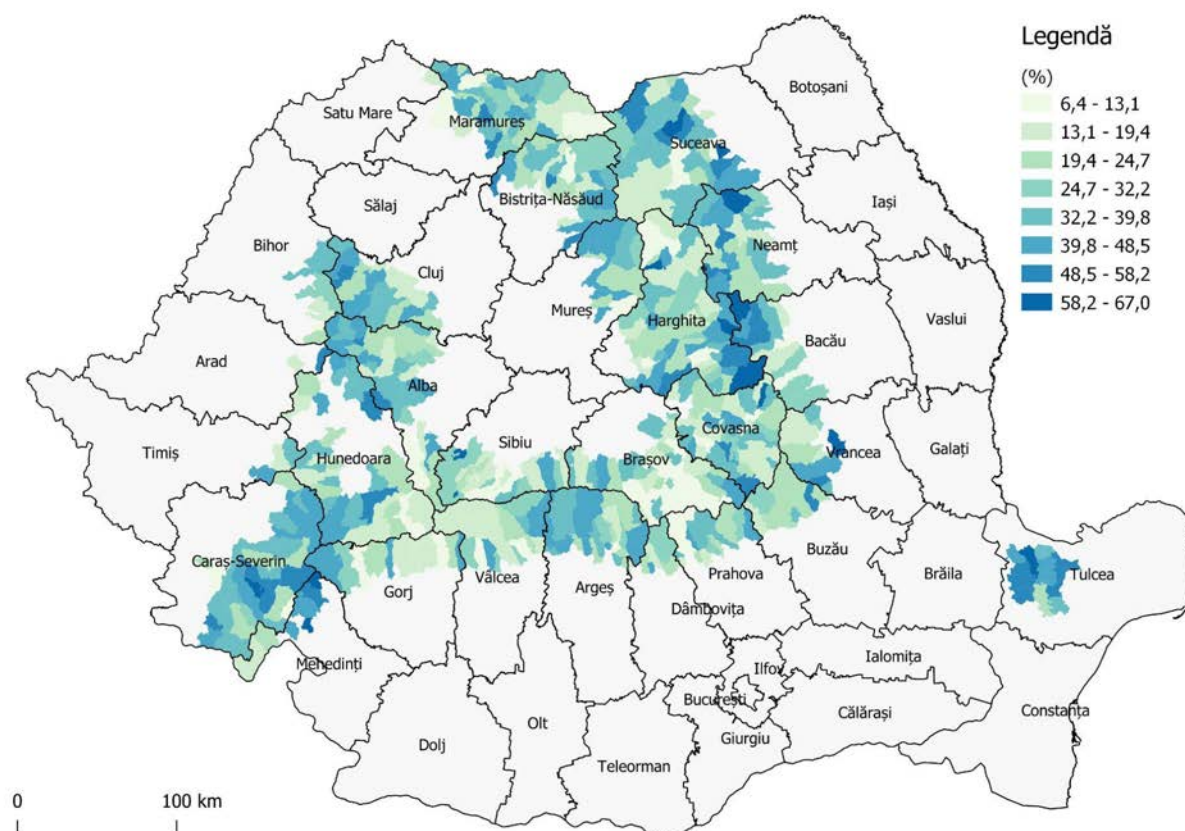 Legendă
(%)
6,4 - 13,1
13,1 - 19,4
19,4 - 24,7
24,7 - 32,2
32,2 - 39,8
39,8 - 48,5
48,5 - 58,2
58,2 - 67,0
Botoșani
Satu Mare
Maramureș
Suceava
Bistrița-Năsăud
Sălaj
Iași
Bihor
Neamț
Cluj
Mureș
Harghita
Vaslui
Bacău
Arad
Alba
Covasna
Sibiu
Timiș
Hunedoara
Brașov
Vrancea
Galați
Caraș-Severin
Buzău
Vâlcea
Prahova
Brăila
Tulcea
Gorj
Argeș
Dâmbovița
Mehedinți
Ialomița
Ilfov
București
Călărași
Constanța
Olt
Dolj
Giurgiu
Teleorman
0
100 km